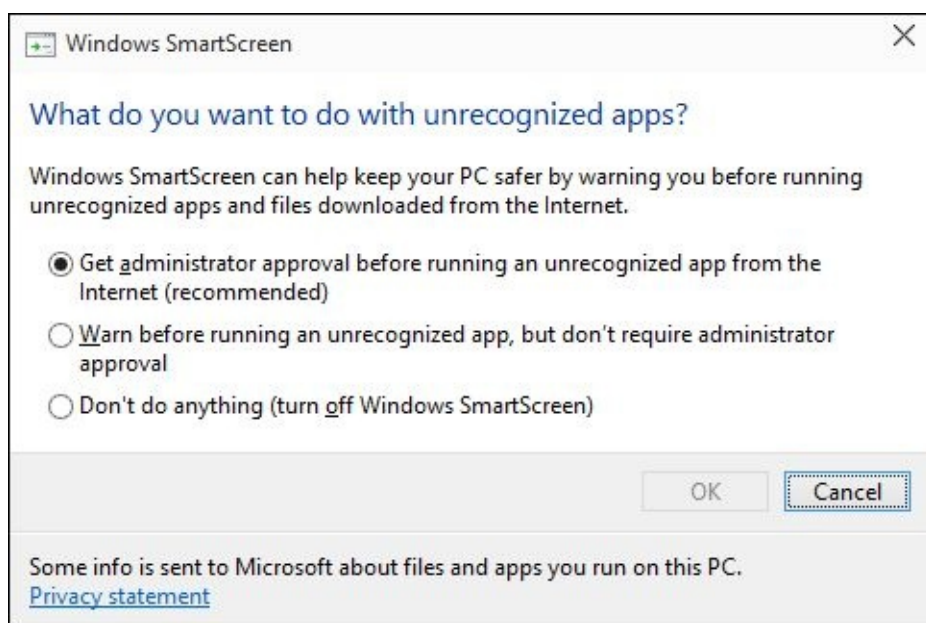 Windows SmartScreen
What do you want to do with unrecognized apps?
Windows SmartScreen can help keep your PC safer by warning you before running
unrecognized apps and files downloaded from the Internet.
Get administrator approval before running an unrecognized app from the
Internet (recommended)
Warn before running an unrecognized app, but don't require administrator
approval
Don't do anything (turn off Windows SmartScreen)
OK
Cancel
Some info is sent to Microsoft about files and apps you run on this PC.
Privacy statement